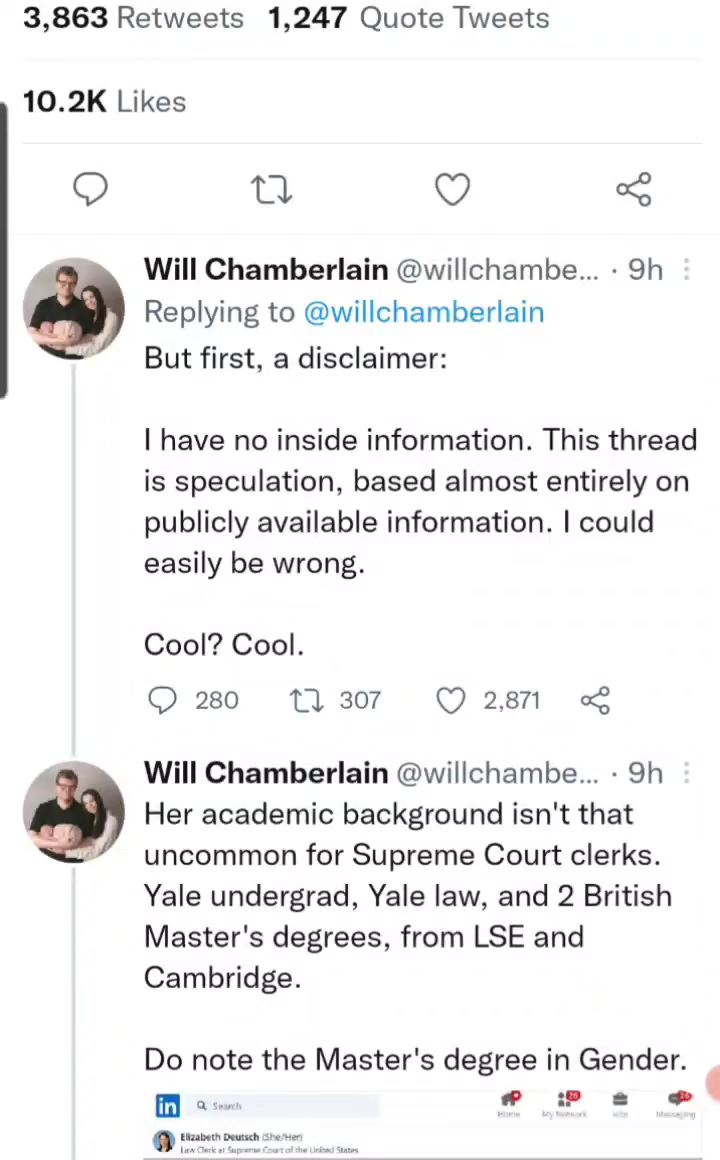 3,863 Retweets 1,247 Quote Tweets
10.2K Likes
Will Chamberlain @willchambe... · 9h
Replying to @willchamberlain
But first, a disclaimer:
I have no inside information. This thread
is speculation, based almost entirely on
publicly available information. I could
easily be wrong.
Cool? Cool.
280 307 2,871
Will Chamberlain @willchambe... · 9h
Her academic background isn't that
uncommon for Supreme Court clerks.
Yale undergrad, Yale law, and 2 British
Master's degrees, from LSE and
Cambridge.
Do note the Master's degree in Gender.
in Search Home My Network Jobs Messaging
Elizabeth Deutsch (She/Her)
Law Clerk at Supreme Court of the United States